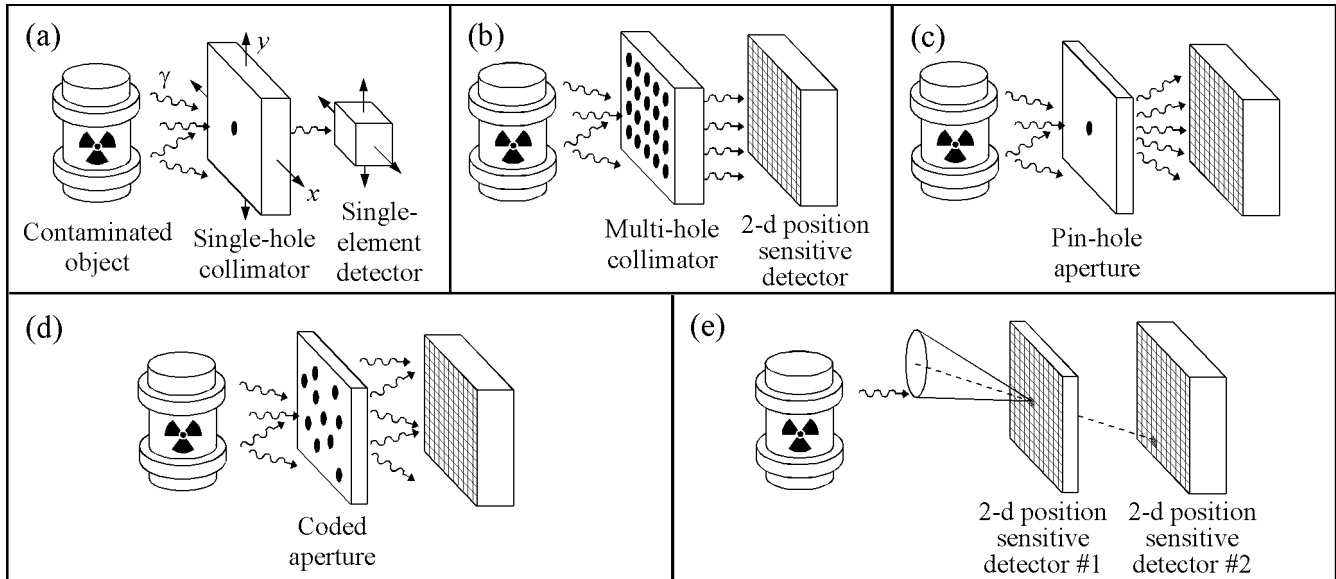 (a)
y
γ
x
Contaminated
object
Single-hole
collimator
Single-
element
detector
(b)
Multi-hole
collimator
2-d position
sensitive
detector
(c)
Pin-hole
aperture
(d)
Coded
aperture
(e)
2-d position
sensitive
detector #1
2-d position
sensitive
detector #2